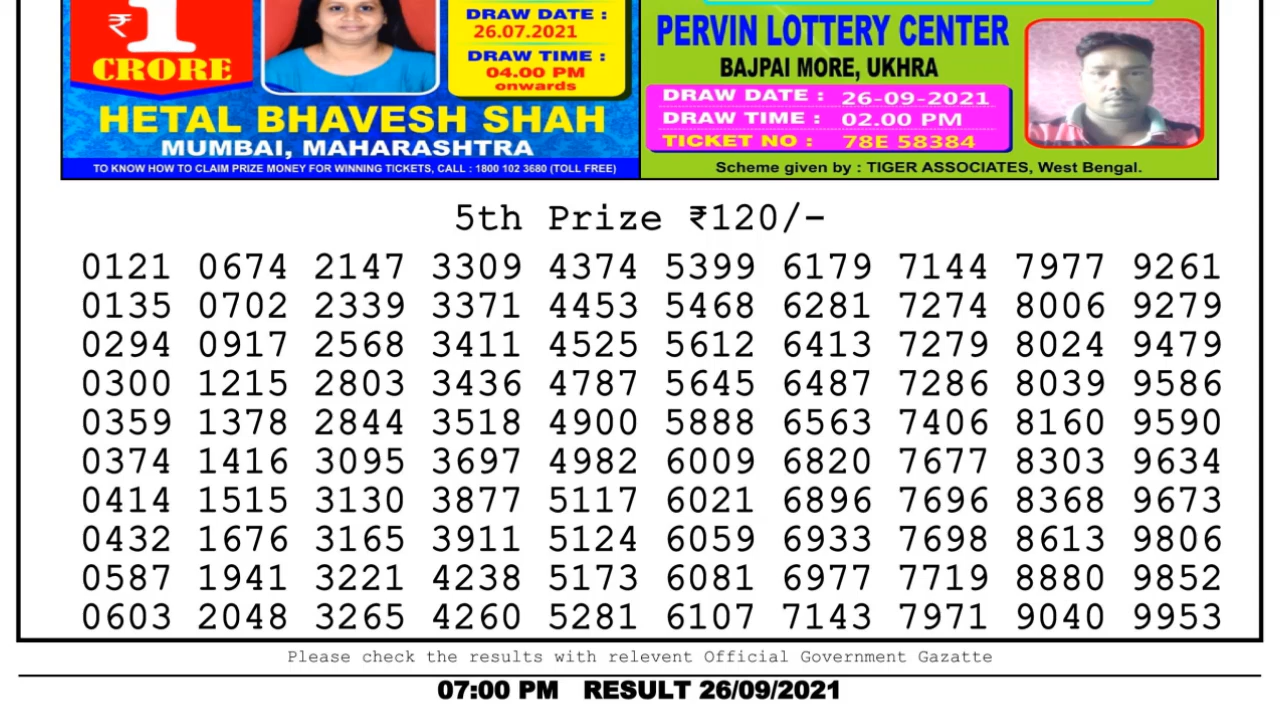 ₹1
CRORE
DRAW DATE :
26.07.2021
DRAW TIME :
04.00 PM
onwards
HETAL BHAVESH SHAH
MUMBAI, MAHARASHTRA
TO KNOW HOW TO CLAIM PRIZE MONEY FOR WINNING TICKETS, CALL : 1800 102 3680 (TOLL FREE)
PERVIN LOTTERY CENTER
BAJPAI MORE, UKHRA
DRAW DATE : 26-09-2021
DRAW TIME : 02.00 PM
TICKET NO : 78E 58384
Scheme given by : TIGER ASSOCIATES, West Bengal.
5th Prize ₹120/-
0121 0674 2147 3309 4374 5399 6179 7144 7977 9261
0135 0702 2339 3371 4453 5468 6281 7274 8006 9279
0294 0917 2568 3411 4525 5612 6413 7279 8024 9479
0300 1215 2803 3436 4787 5645 6487 7286 8039 9586
0359 1378 2844 3518 4900 5888 6563 7406 8160 9590
0374 1416 3095 3697 4982 6009 6820 7677 8303 9634
0414 1515 3130 3877 5117 6021 6896 7696 8368 9673
0432 1676 3165 3911 5124 6059 6933 7698 8613 9806
0587 1941 3221 4238 5173 6081 6977 7719 8880 9852
0603 2048 3265 4260 5281 6107 7143 7971 9040 9953
Please check the results with relevent Official Government Gazatte
07:00 PM RESULT 26/09/2021